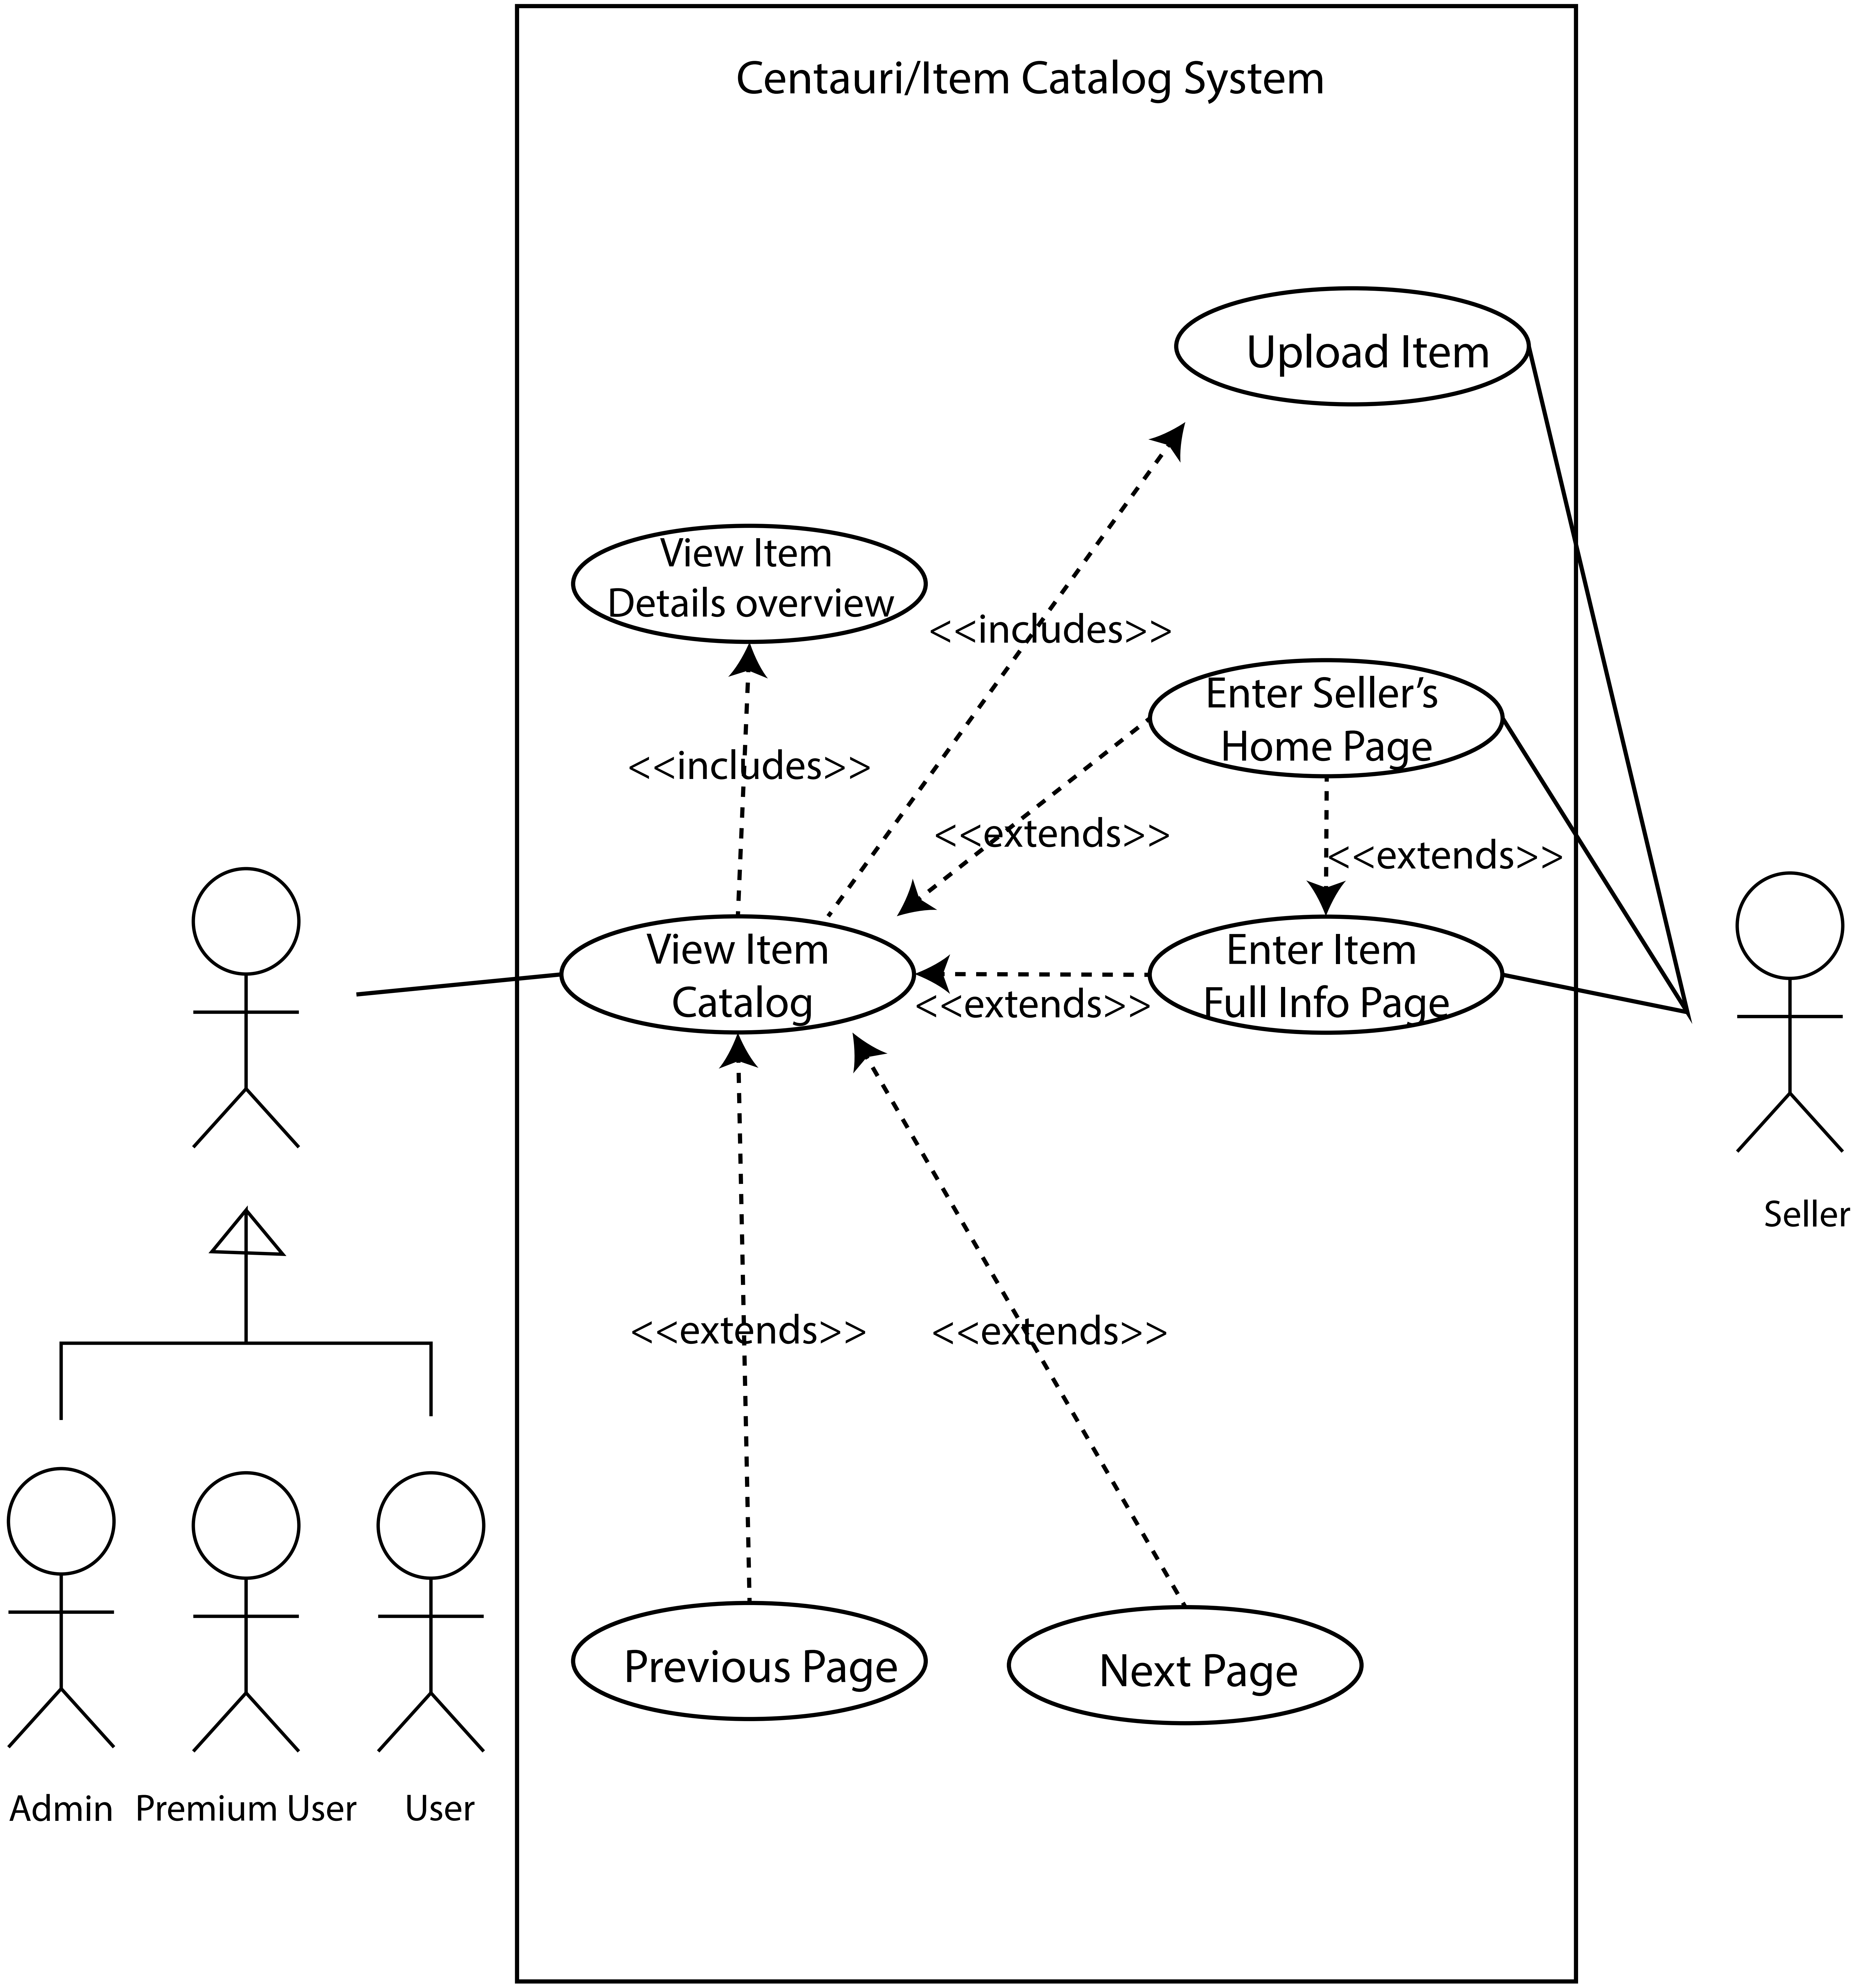 Centauri/Item Catalog System
Upload Item
View Item
Details overview
<<includes>>
Enter Seller’s
Home Page
<<includes>>
<<extends>>
<<extends>>
View Item
Catalog
Enter Item
Full Info Page
<<extends>>
Seller
<<extends>>
<<extends>>
Previous Page
Next Page
Admin
Premium User
User